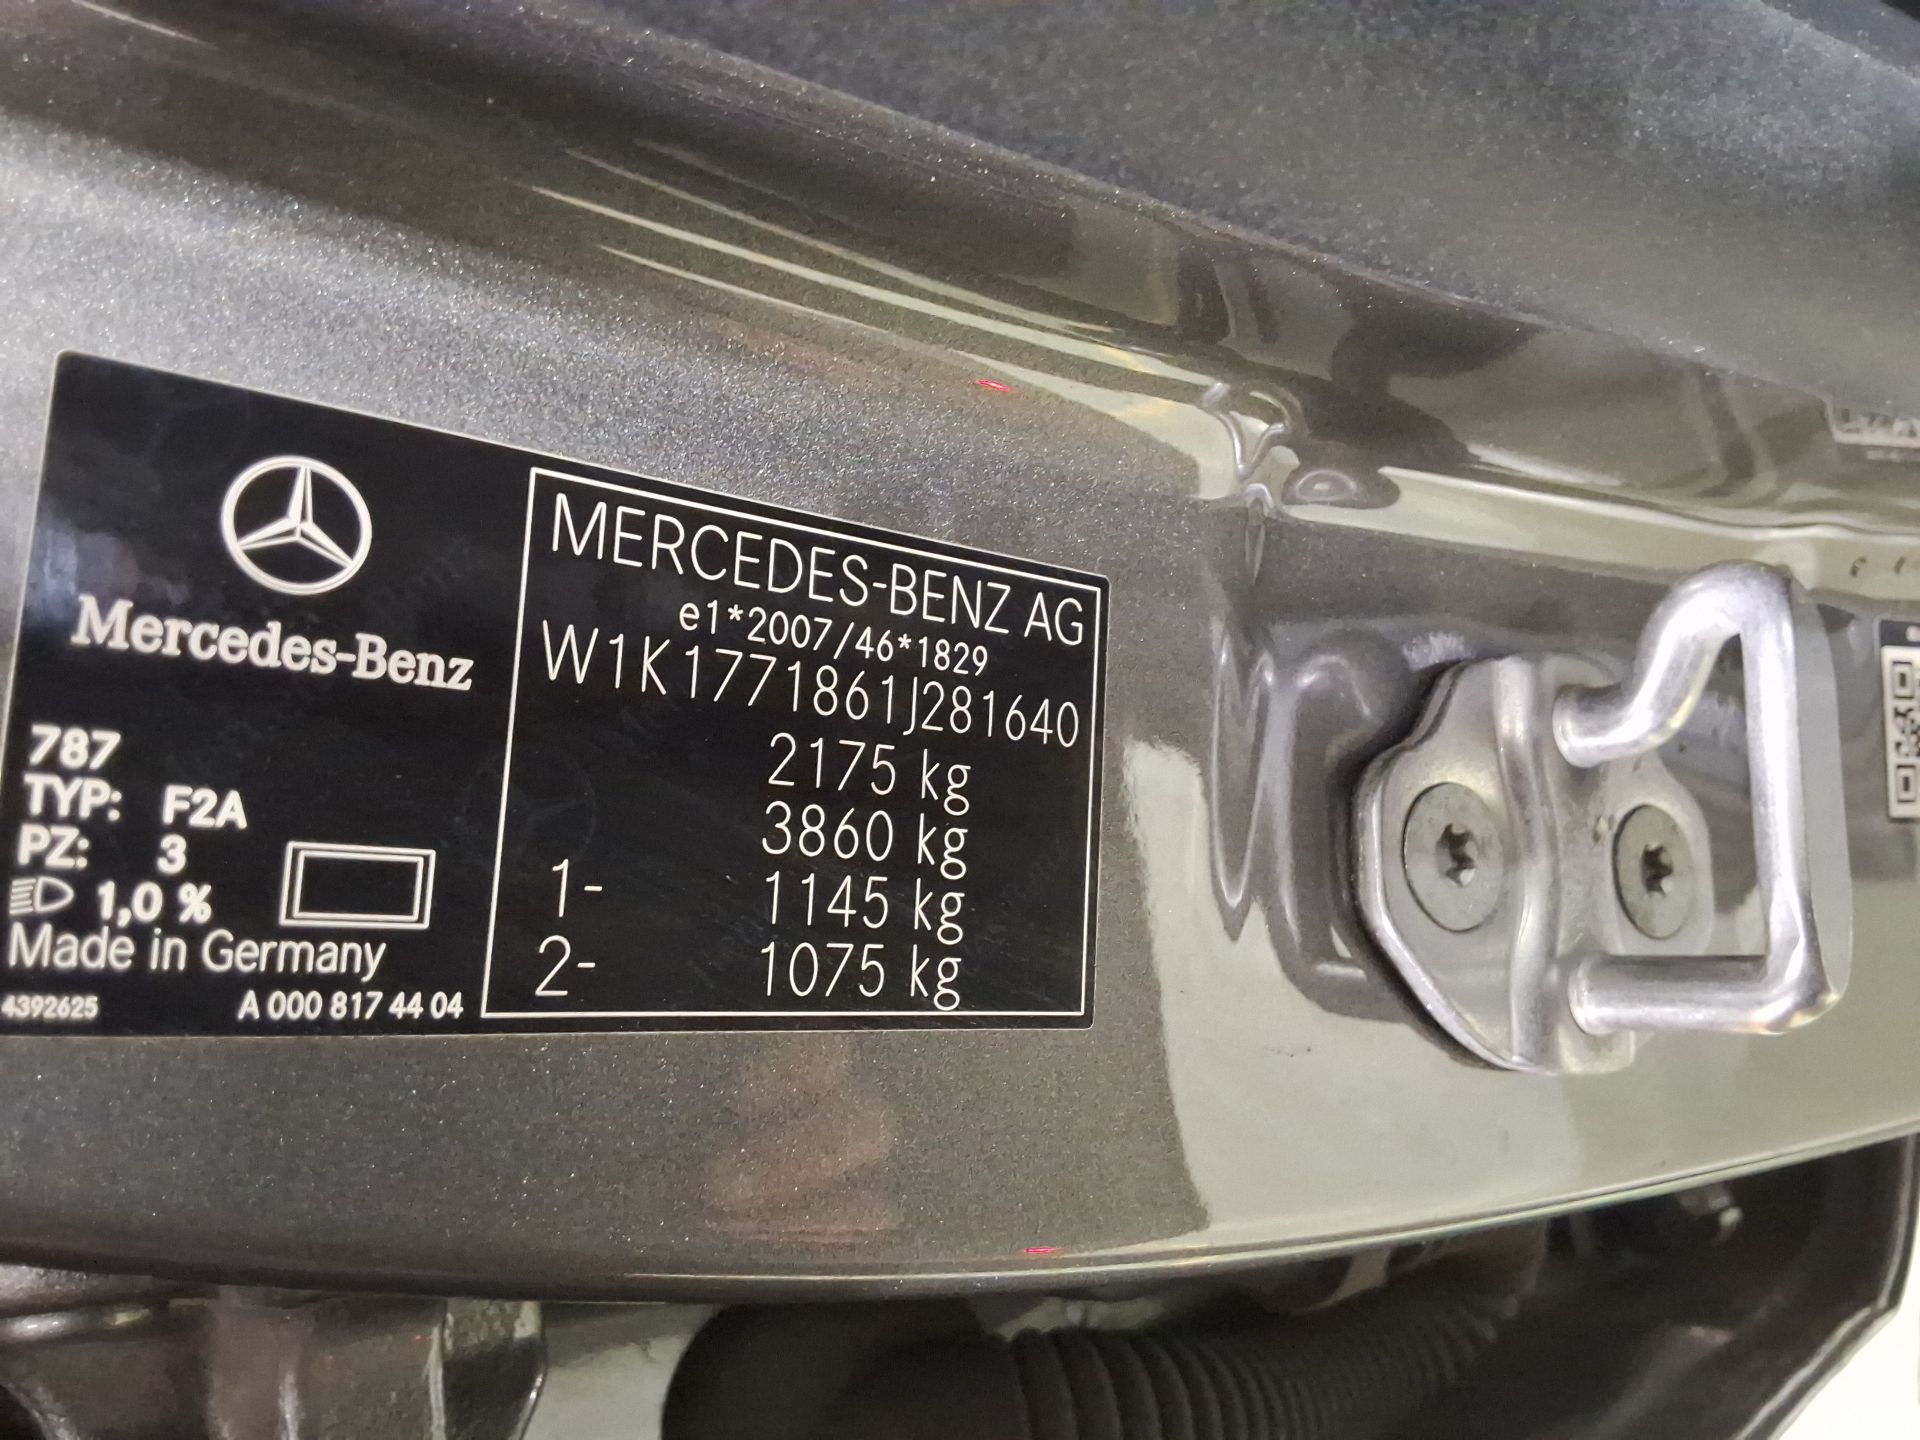 Mercedes-Benz
787
TYP: F2A
PZ: 3
1,0 %
Made in Germany
4392625 A 000 817 44 04
MERCEDES-BENZ AG
e1*2007/46*1829
W1K1771861J281640
2175 kg
3860 kg
1- 1145 kg
2- 1075 kg